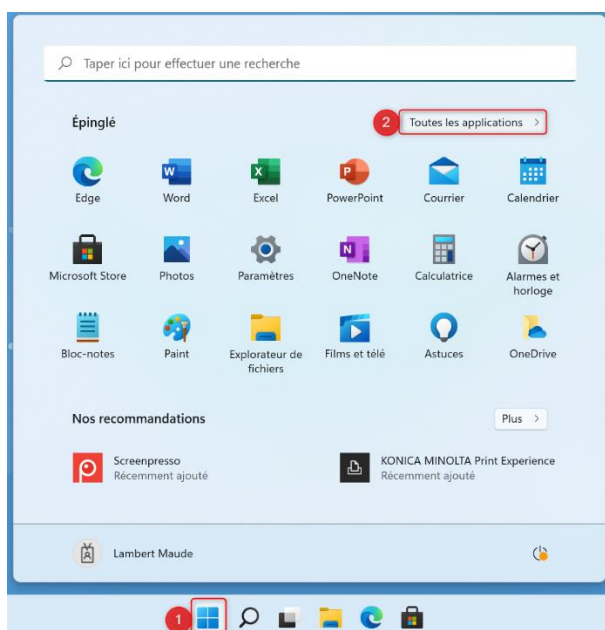 Taper ici pour effectuer une recherche
Épinglé
2
Toutes les applications >
Edge
Word
Excel
PowerPoint
Courrier
Calendrier
Microsoft Store
Photos
Paramètres
OneNote
Calculatrice
Alarmes et
horloge
Bloc-notes
Paint
Explorateur de
fichiers
Films et télé
Astuces
OneDrive
Nos recommandations
Plus >
Screenpresso
Récemment ajouté
KONICA MINOLTA Print Experience
Récemment ajouté
Lambert Maude
1